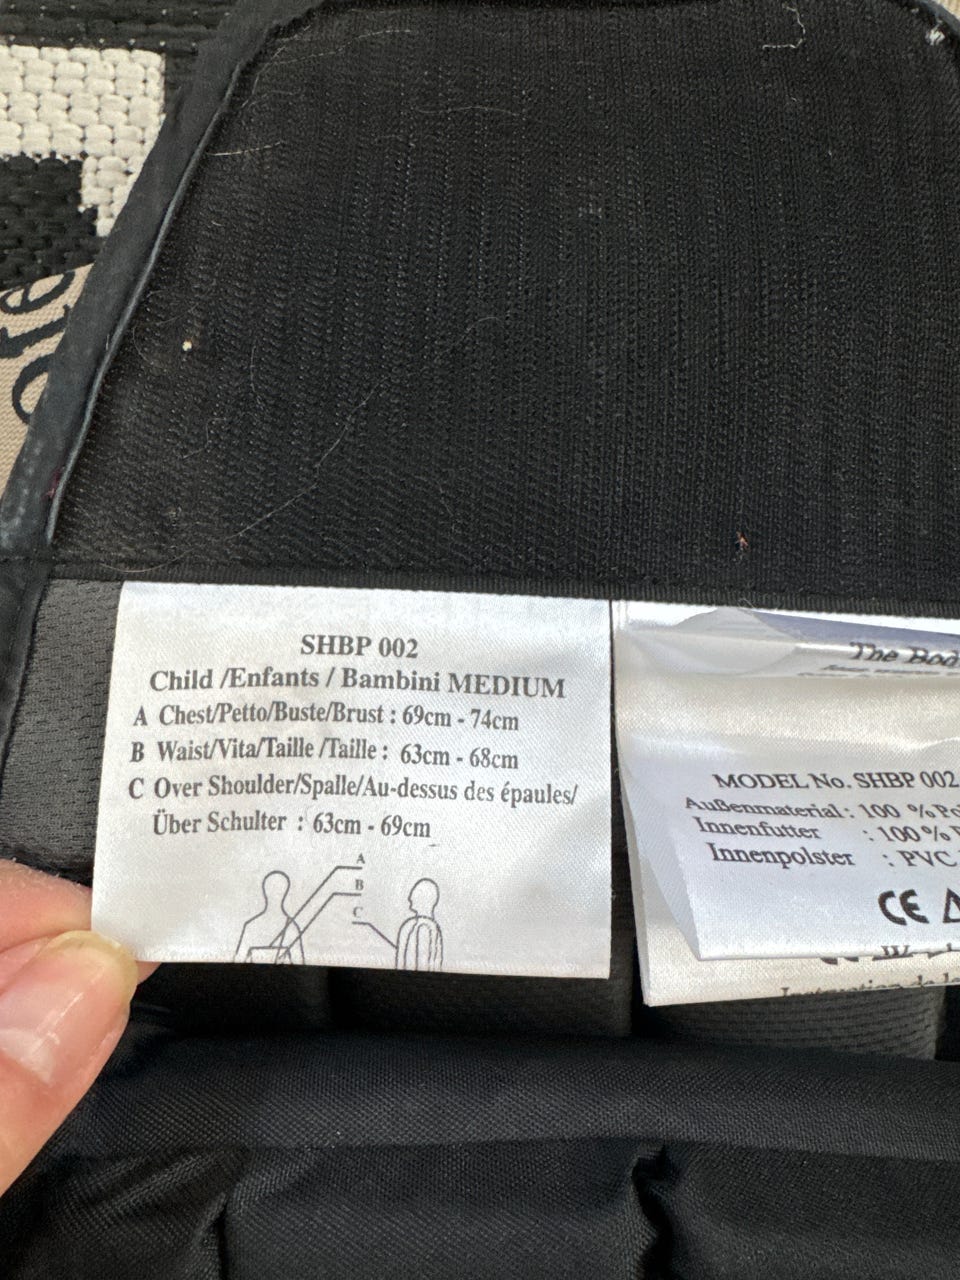 SHBP 002
Child /Enfants / Bambini MEDIUM
A Chest/Petto/Buste/Brust : 69cm - 74cm
B Waist/Vita/Taille /Taille : 63cm - 68cm
C Over Shoulder/Spalle/Au-dessus des épaules/
Über Schulter : 63cm - 69cm
A
B
C
The
MODEL No. SHBP 002
Außenmaterial : 100 %
Innenfutter : 100 %
Innenpolster : PVC
CE